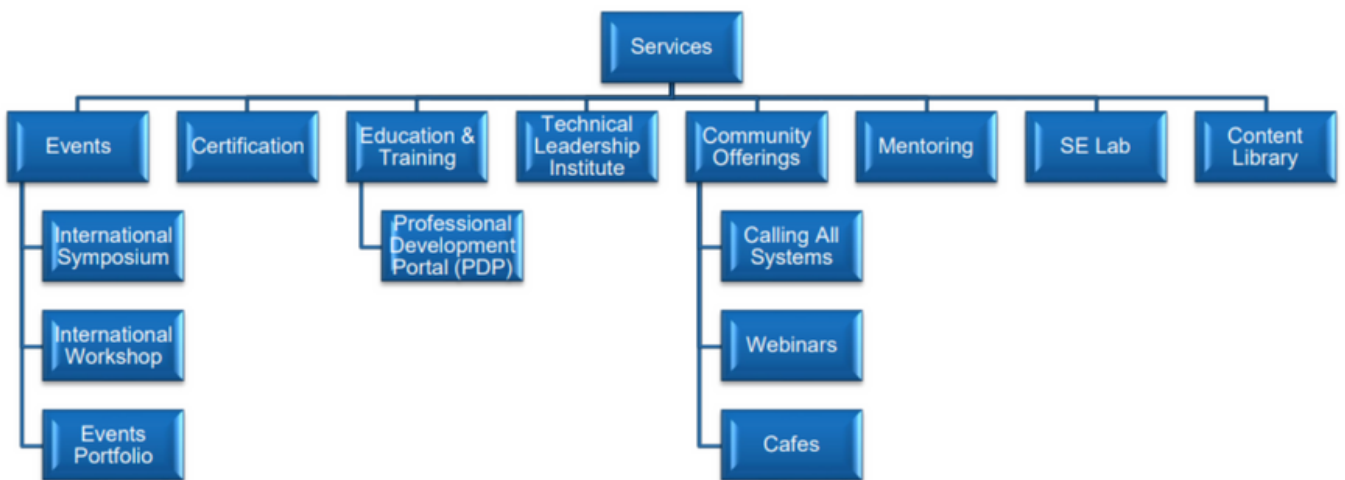 Services
Events
Certification
Education &
Training
Technical
Leadership
Institute
Community
Offerings
Mentoring
SE Lab
Content
Library
International
Symposium
Professional
Development
Portal (PDP)
Calling All
Systems
International
Workshop
Webinars
Events
Portfolio
Cafes